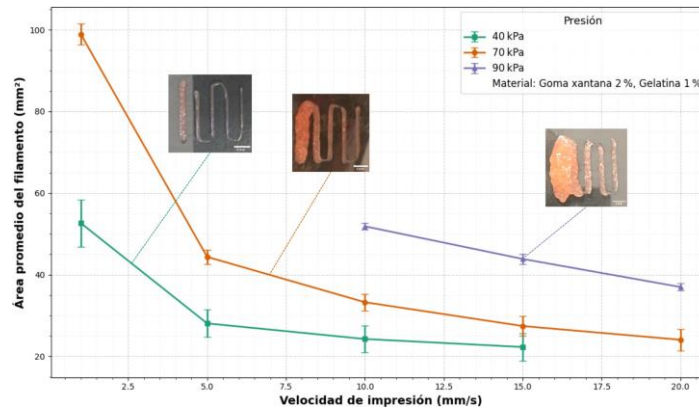 Presión
40 kPa
70 kPa
90 kPa
Material: Goma xantana 2 %, Gelatina 1 %
Área promedio del filamento (mm²)
100
80
60
40
20
2.5
5.0
7.5
10.0
12.5
15.0
17.5
20.0
Velocidad de impresión (mm/s)